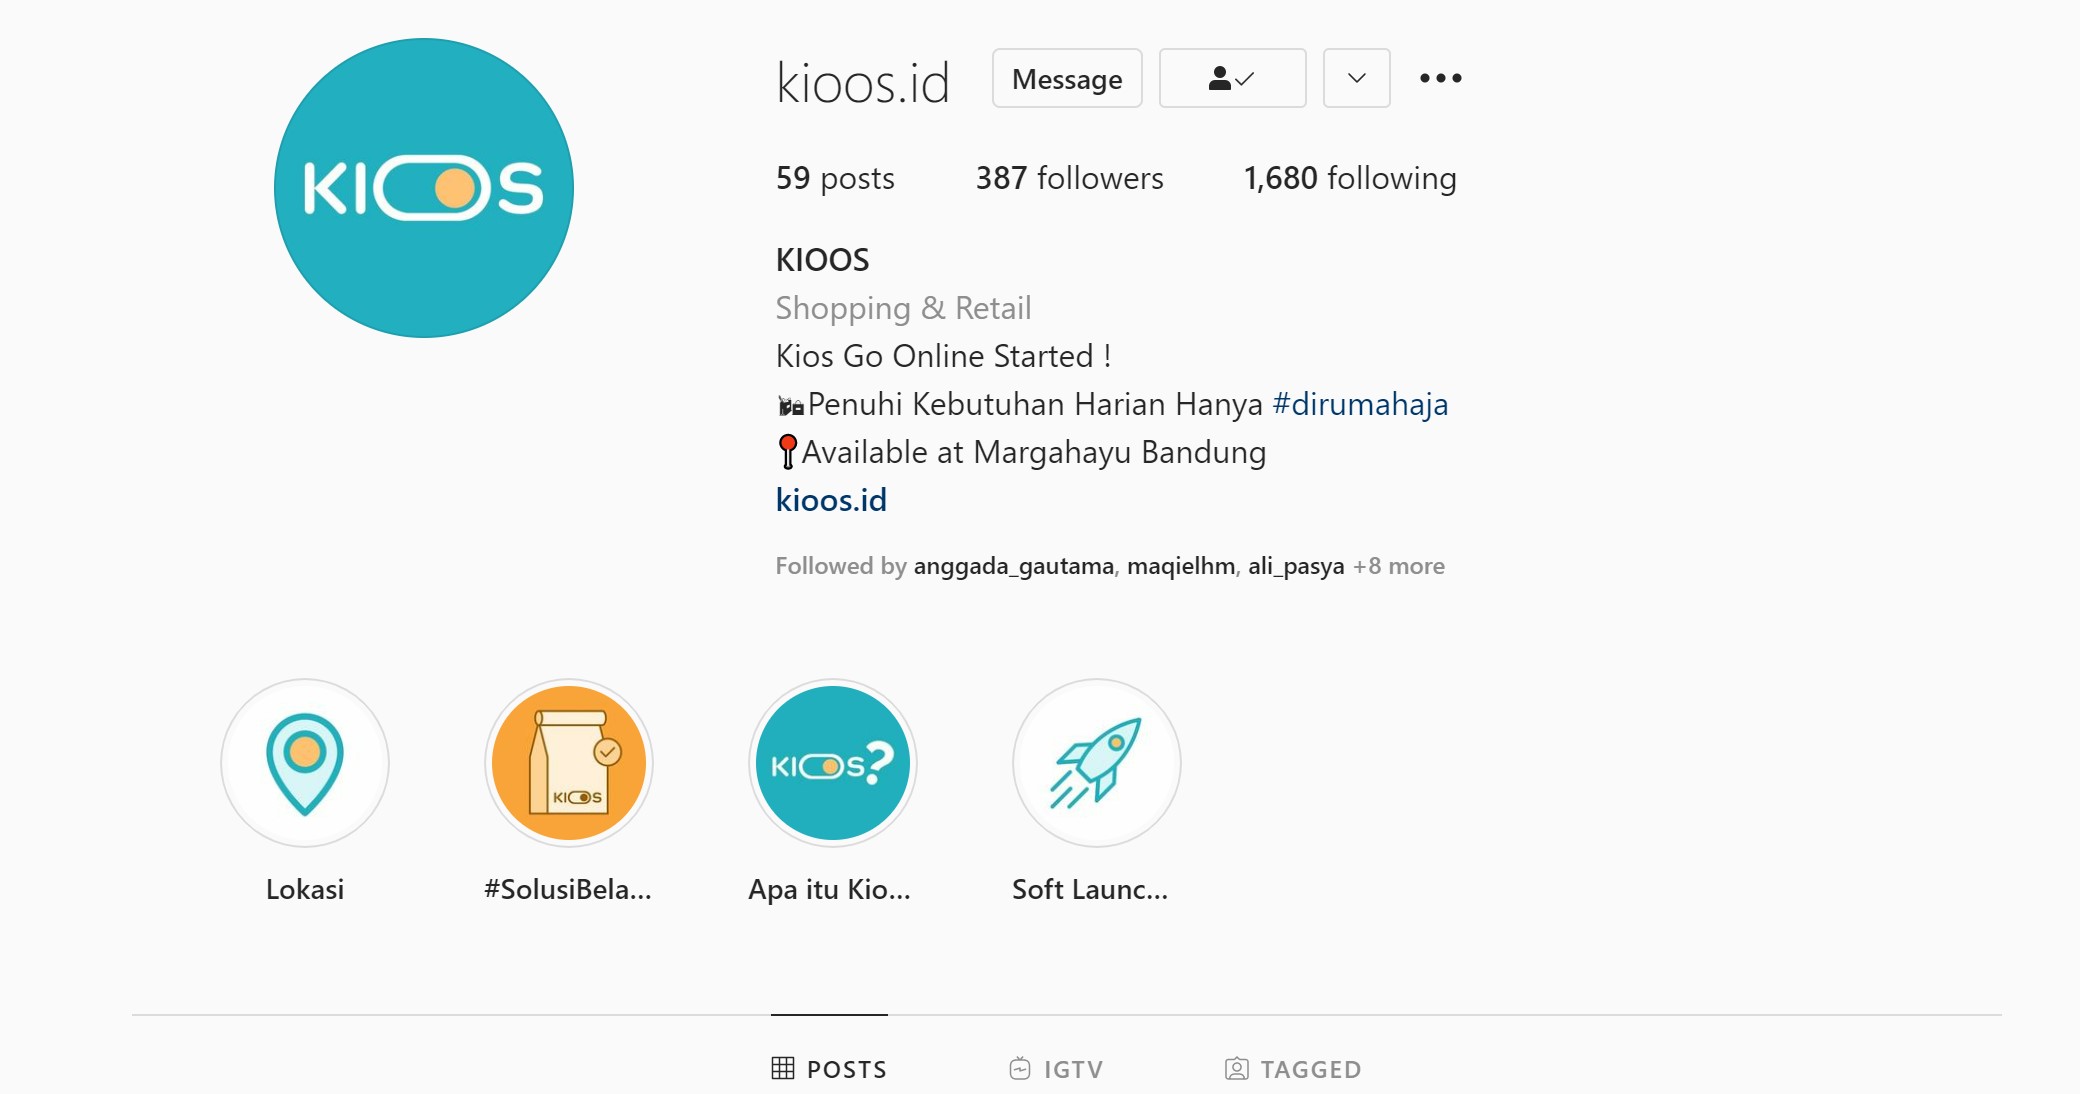 KIOOS
kioos.id Message
59 posts 387 followers 1,680 following
KIOOS
Shopping & Retail
Kios Go Online Started !
Penuhi Kebutuhan Harian Hanya #dirumahaja
Available at Margahayu Bandung
kioos.id
Followed by anggada_gautama, maqielhm, ali_pasya +8 more
KIOOS
KIOOS?
Lokasi #SolusiBela... Apa itu Kio... Soft Launc...
POSTS IGTV TAGGED